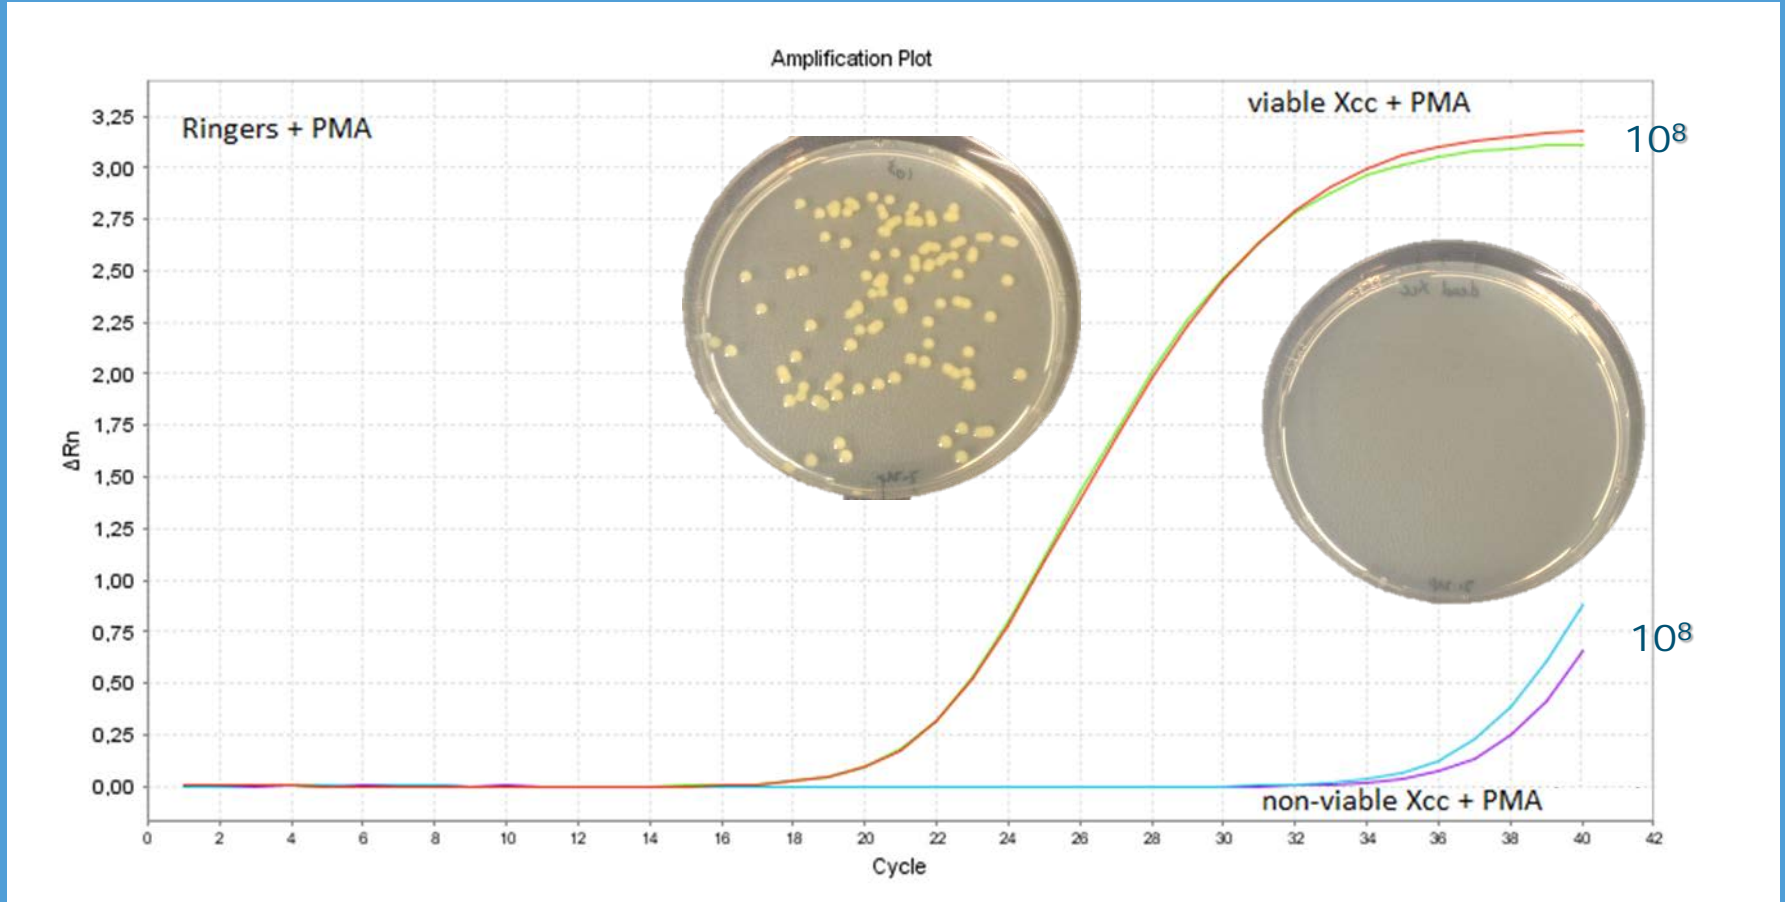 Amplification Plot
Ringers + PMA
viable Xcc + PMA
10⁸
3,25
3,00
2,75
2,50
2,25
2,00
1,75
1,50
1,25
1,00
0,75
0,50
0,25
0,00
ΔRn
10³
dead Xcc
10⁸
non-viable Xcc + PMA
0 2 4 6 8 10 12 14 16 18 20 22 24 26 28 30 32 34 36 38 40 42
Cycle